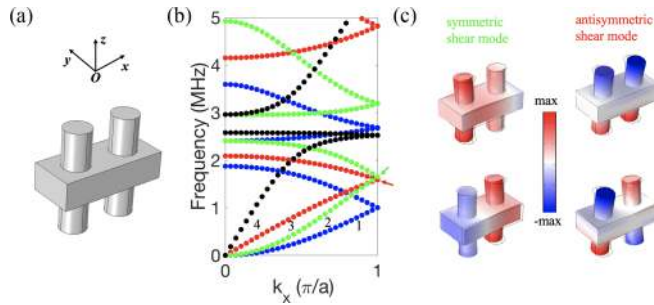 (a)
z
y
x
O
(b)
5
4
3
2
1
0
Frequency (MHz)
4
3
2
1
0
1
kx (π/a)
(c)
symmetric
shear mode
antisymmetric
shear mode
max
-max